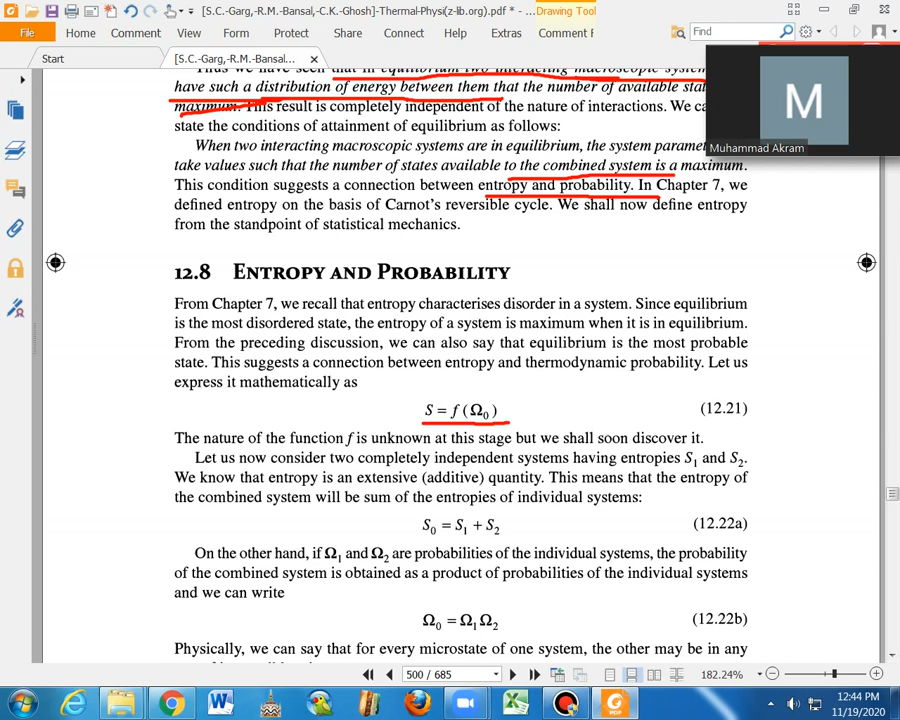 [S.C.-Garg,-R.M.-Bansal,-C.K.-Ghosh]-Thermal-Physi(z-lib.org).pdf * - ...
Drawing Tool
File Home Comment View Form Protect Share Connect Help Extras Comment F
Find
Start [S.C.-Garg,-R.M.-Bansal...
Thus we have seen that in equilibrium two interacting macroscopic system
have such a distribution of energy between them that the number of available stat
maximum. This result is completely independent of the nature of interactions. We ca
state the conditions of attainment of equilibrium as follows:
When two interacting macroscopic systems are in equilibrium, the system paramet
take values such that the number of states available to the combined system is a maximum.
This condition suggests a connection between entropy and probability. In Chapter 7, we
defined entropy on the basis of Carnot's reversible cycle. We shall now define entropy
from the standpoint of statistical mechanics.
M
Muhammad Akram
12.8 ENTROPY AND PROBABILITY
From Chapter 7, we recall that entropy characterises disorder in a system. Since equilibrium
is the most disordered state, the entropy of a system is maximum when it is in equilibrium.
From the preceding discussion, we can also say that equilibrium is the most probable
state. This suggests a connection between entropy and thermodynamic probability. Let us
express it mathematically as
S = f (Ω₀) (12.21)
The nature of the function f is unknown at this stage but we shall soon discover it.
Let us now consider two completely independent systems having entropies S₁ and S₂.
We know that entropy is an extensive (additive) quantity. This means that the entropy of
the combined system will be sum of the entropies of individual systems:
S₀ = S₁ + S₂ (12.22a)
On the other hand, if Ω₁ and Ω₂ are probabilities of the individual systems, the probability
of the combined system is obtained as a product of probabilities of the individual systems
and we can write
Ω₀ = Ω₁ Ω₂ (12.22b)
Physically, we can say that for every microstate of one system, the other may be in any
500 / 685
182.24%
12:44 PM
11/19/2020